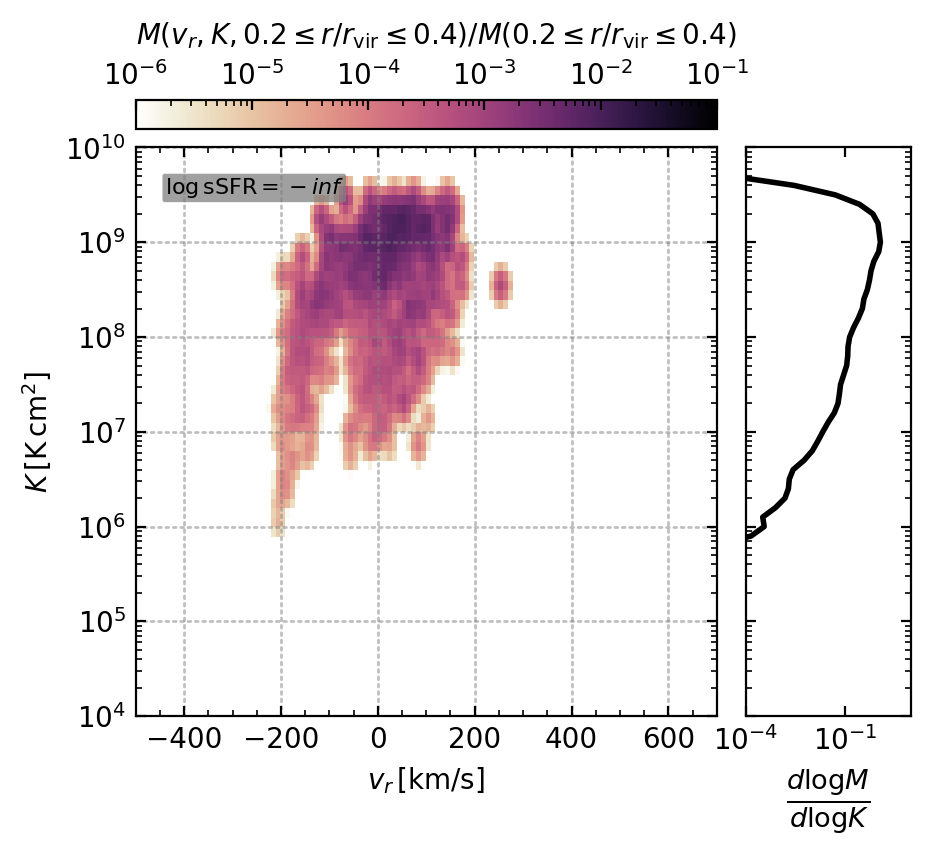 M(v_r, K, 0.2 ≤ r/r_vir ≤ 0.4)/M(0.2 ≤ r/r_vir ≤ 0.4)
10^−6 10^−5 10^−4 10^−3 10^−2 10^−1
10^10
log sSFR = −inf
10^9
10^8
10^7
K [K cm^2]
10^6
10^5
10^4
−400 −200 0 200 400 600 10^−4 10^−1
v_r [km/s]
dlogM
dlogK